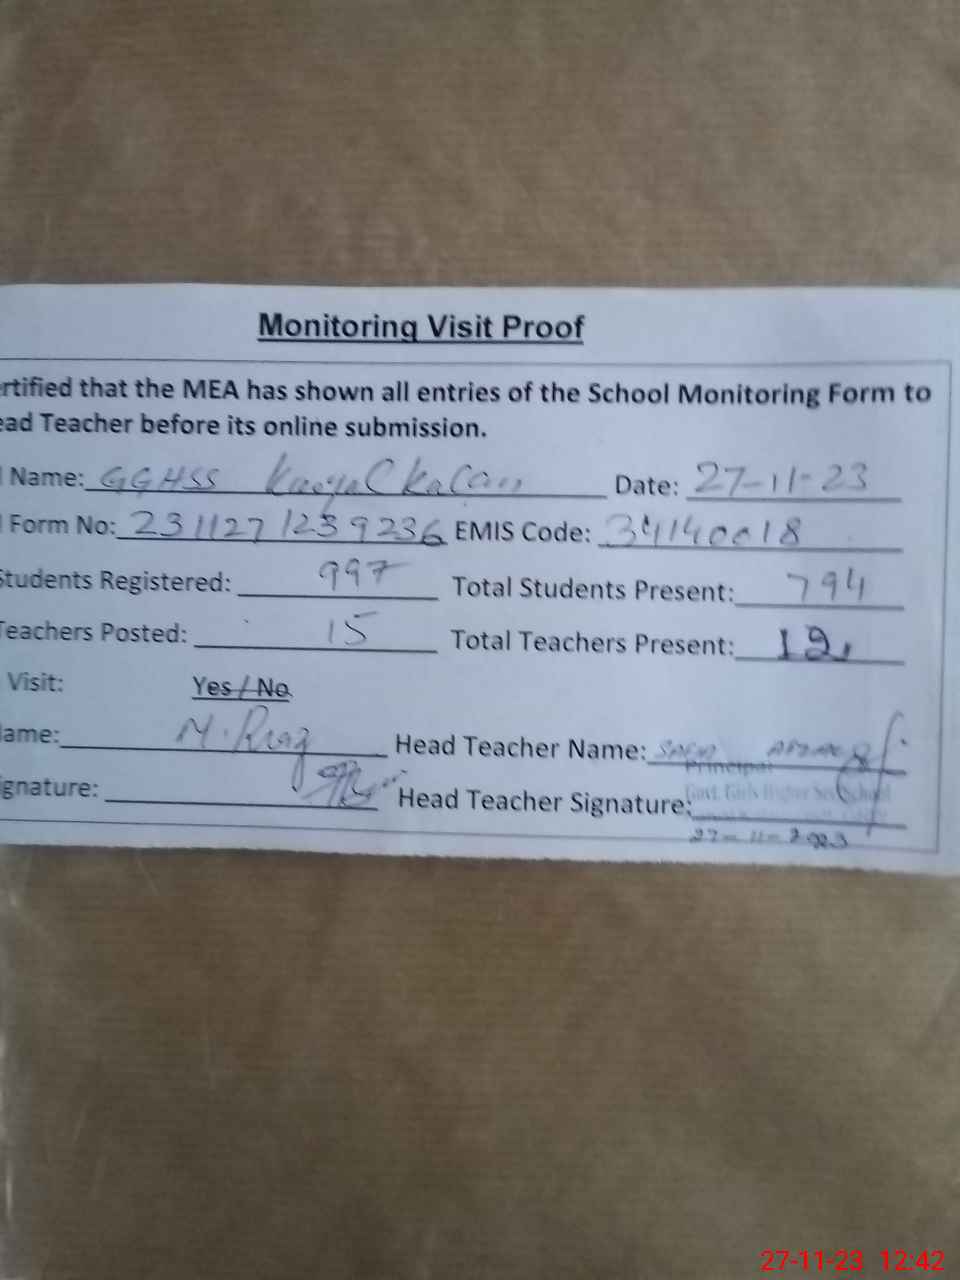 Monitoring Visit Proof
rtified that the MEA has shown all entries of the School Monitoring Form to
ead Teacher before its online submission.
Name: GGHSS Date: 27-11-23
Form No: 231127 1239236 EMIS Code: 34140018
Students Registered: 997 Total Students Present: 794
Teachers Posted: 15 Total Teachers Present: 12
Visit: Yes / No
ame: M. Riaz Head Teacher Name:
Principal
gnature: Head Teacher Signature:
Govt. Girls Higher Sec School
27-11-2023
27-11-23 12:42